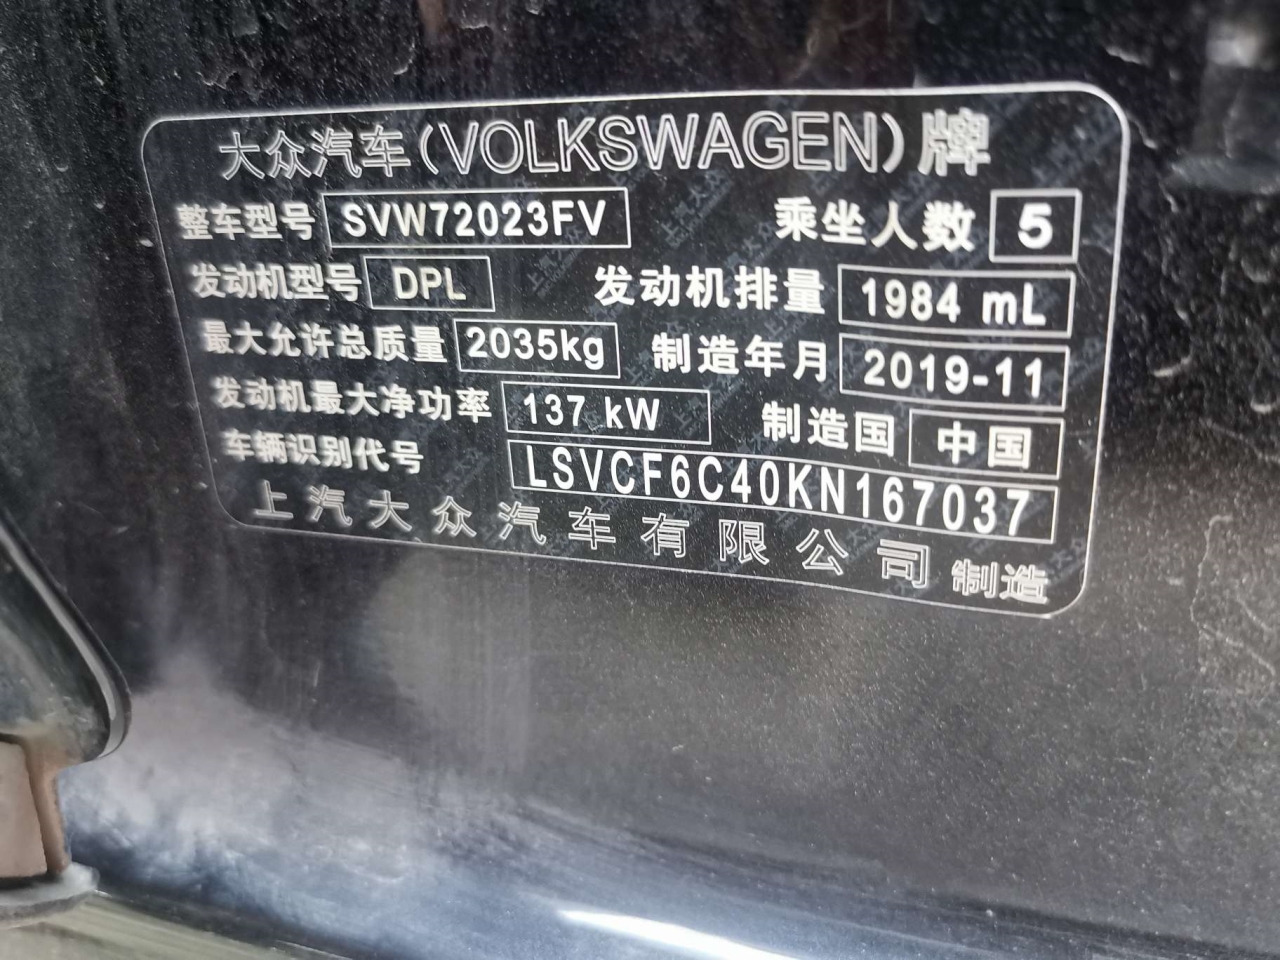 大众汽车(VOLKSWAGEN)牌
整车型号 SVW72023FV 乘坐人数 5
发动机型号 DPL 发动机排量 1984 mL
最大允许总质量 2035kg 制造年月 2019-11
发动机最大净功率 137 kW 制造国 中国
车辆识别代号 LSVCF6C40KN167037
上汽大众汽车有限公司 制造